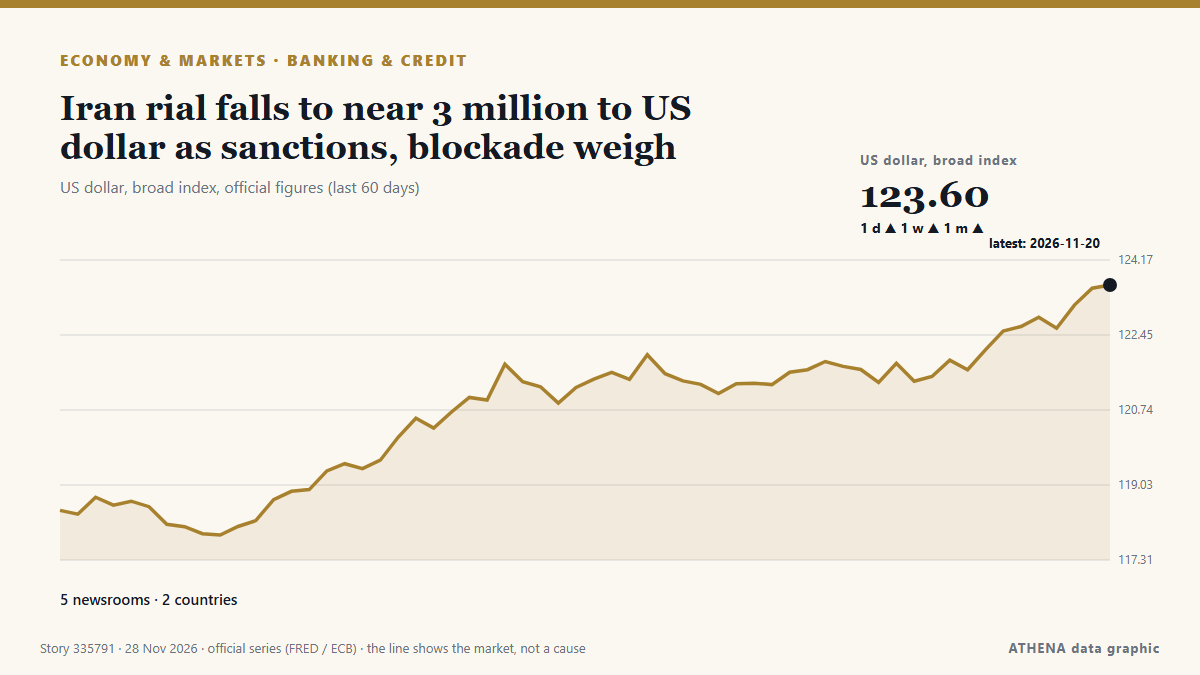 ECONOMY & MARKETS · BANKING & CREDIT
Iran rial falls to near 3 million to US
dollar as sanctions, blockade weigh
US dollar, broad index, official figures (last 60 days)
US dollar, broad index
123.60
1 d ▲ 1 w ▲ 1 m ▲
latest: 2026-11-20
124.17
122.45
120.74
119.03
117.31
5 newsrooms · 2 countries
Story 335791 · 28 Nov 2026 · official series (FRED / ECB) · the line shows the market, not a cause
ATHENA data graphic